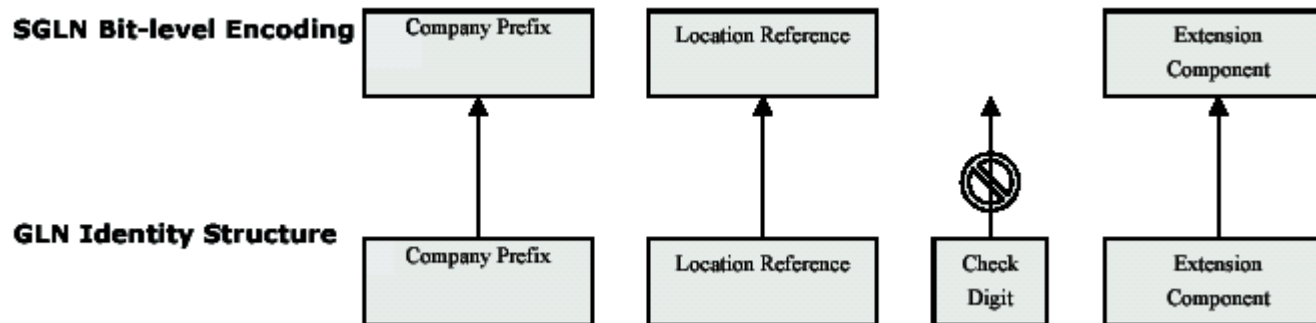 SGLN Bit-level Encoding
Company Prefix
Location Reference
Extension
Component
GLN Identity Structure
Company Prefix
Location Reference
Check
Digit
Extension
Component